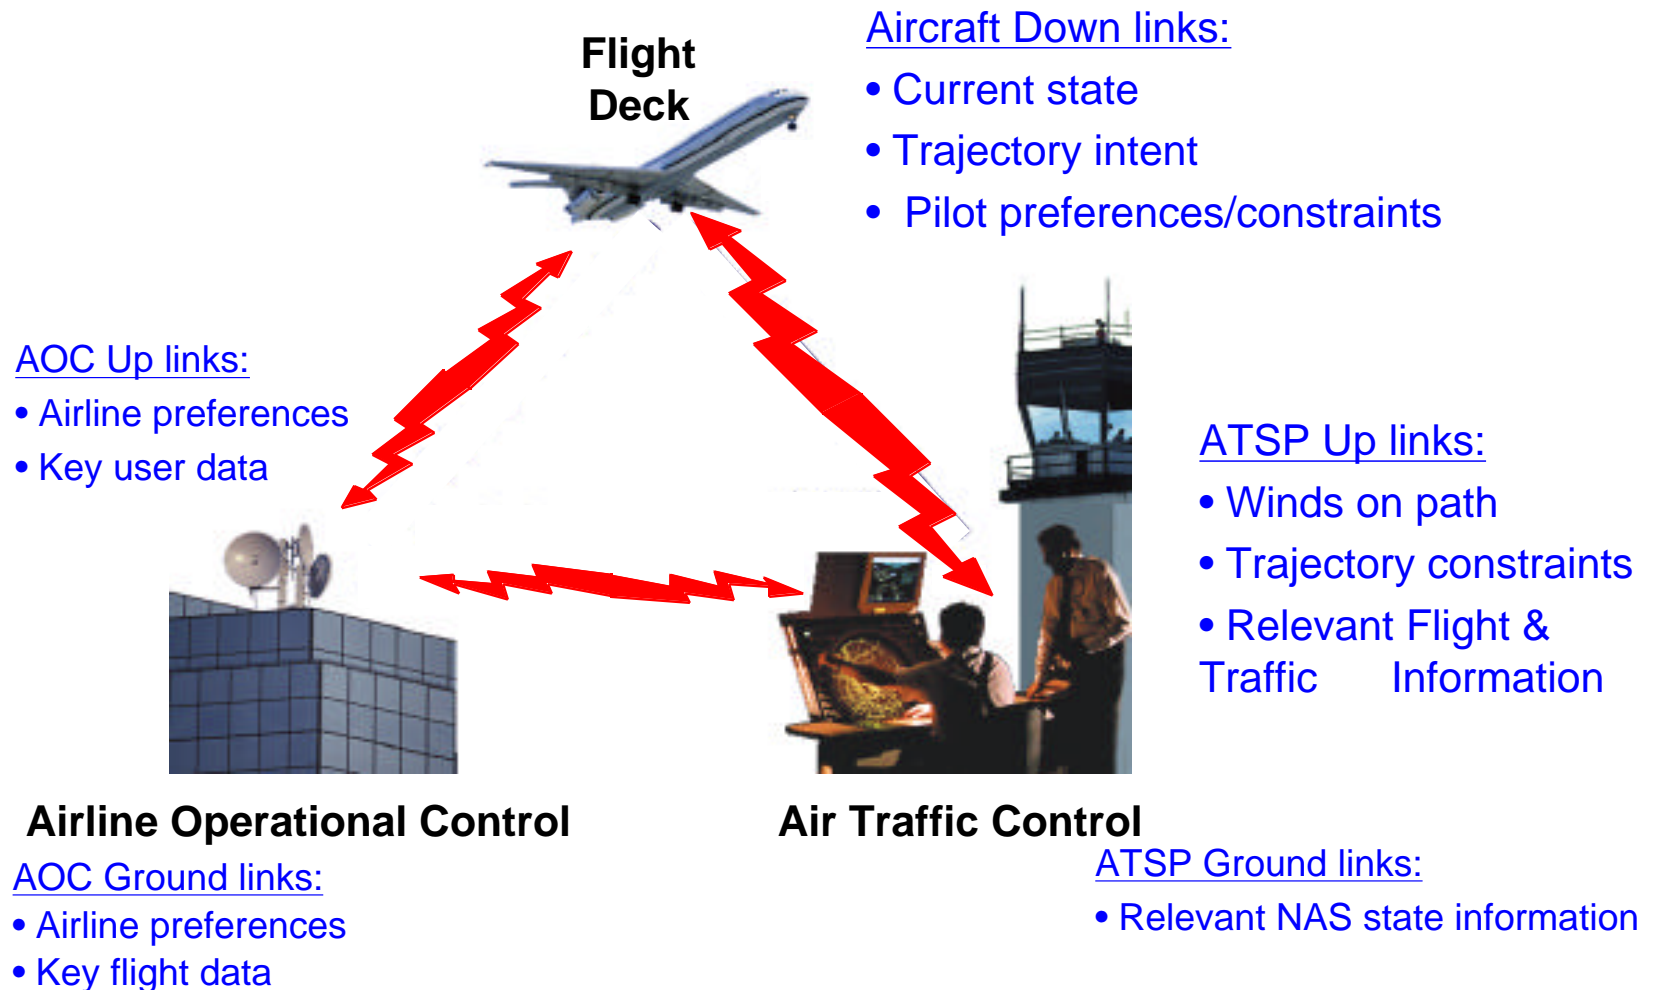 Flight
Deck
Aircraft Down links:
• Current state
• Trajectory intent
• Pilot preferences/constraints
AOC Up links:
• Airline preferences
• Key user data
ATSP Up links:
• Winds on path
• Trajectory constraints
• Relevant Flight &
Traffic Information
Airline Operational Control
Air Traffic Control
AOC Ground links:
• Airline preferences
• Key flight data
ATSP Ground links:
• Relevant NAS state information